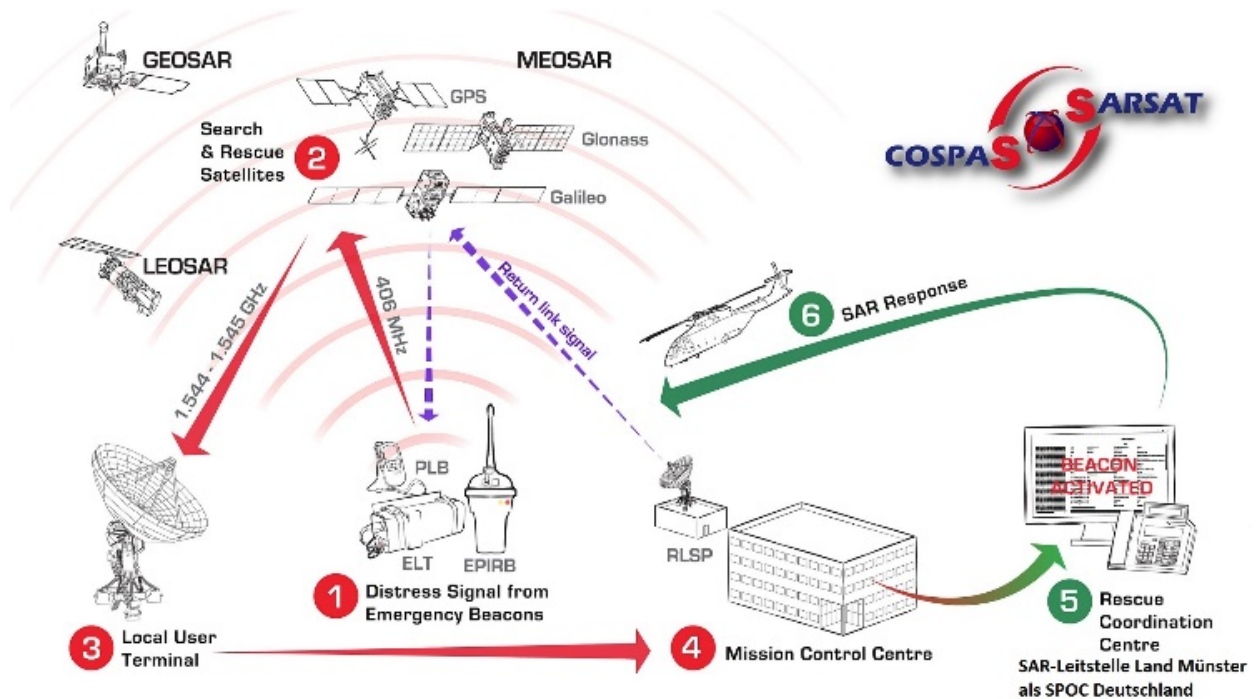 GEOSAR
MEOSAR
GPS
Search
& Rescue
Satellites
2
Glonass
Galileo
COSPAS
SARSAT
LEOSAR
1.544 - 1.545 GHz
406 MHz
Return link signal
6 SAR Response
PLB
ELT
EPIRB
RLSP
BEACON
ACTIVATED
1 Distress Signal from
Emergency Beacons
3 Local User
Terminal
4 Mission Control Centre
5 Rescue
Coordination
Centre
SAR-Leitstelle Land Münster
als SPOC Deutschland